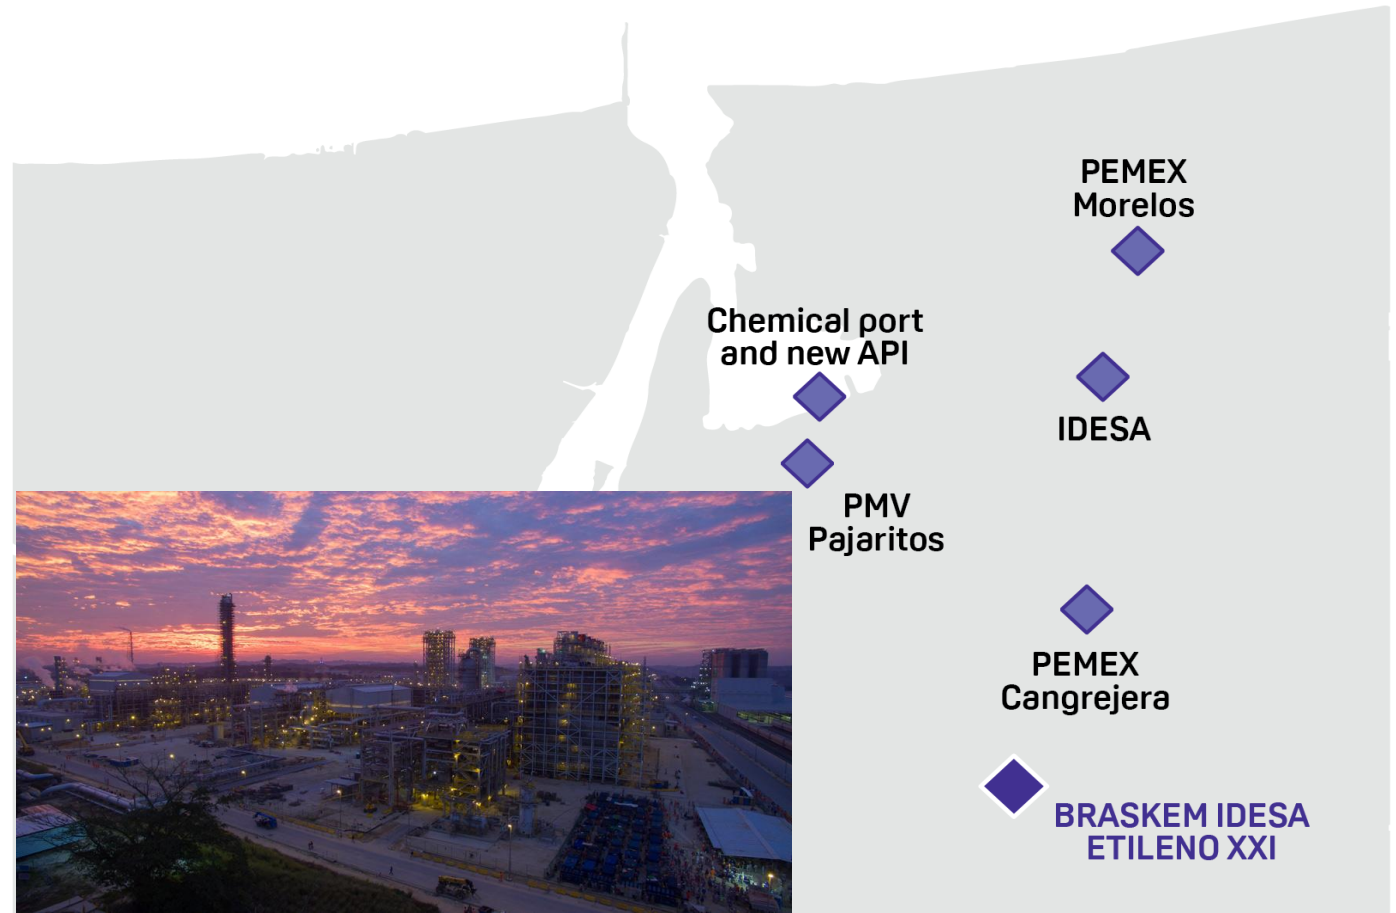 PEMEX
Morelos
Chemical port
and new API
IDESA
PMV
Pajaritos
PEMEX
Cangrejera
BRASKEM IDESA
ETILENO XXI